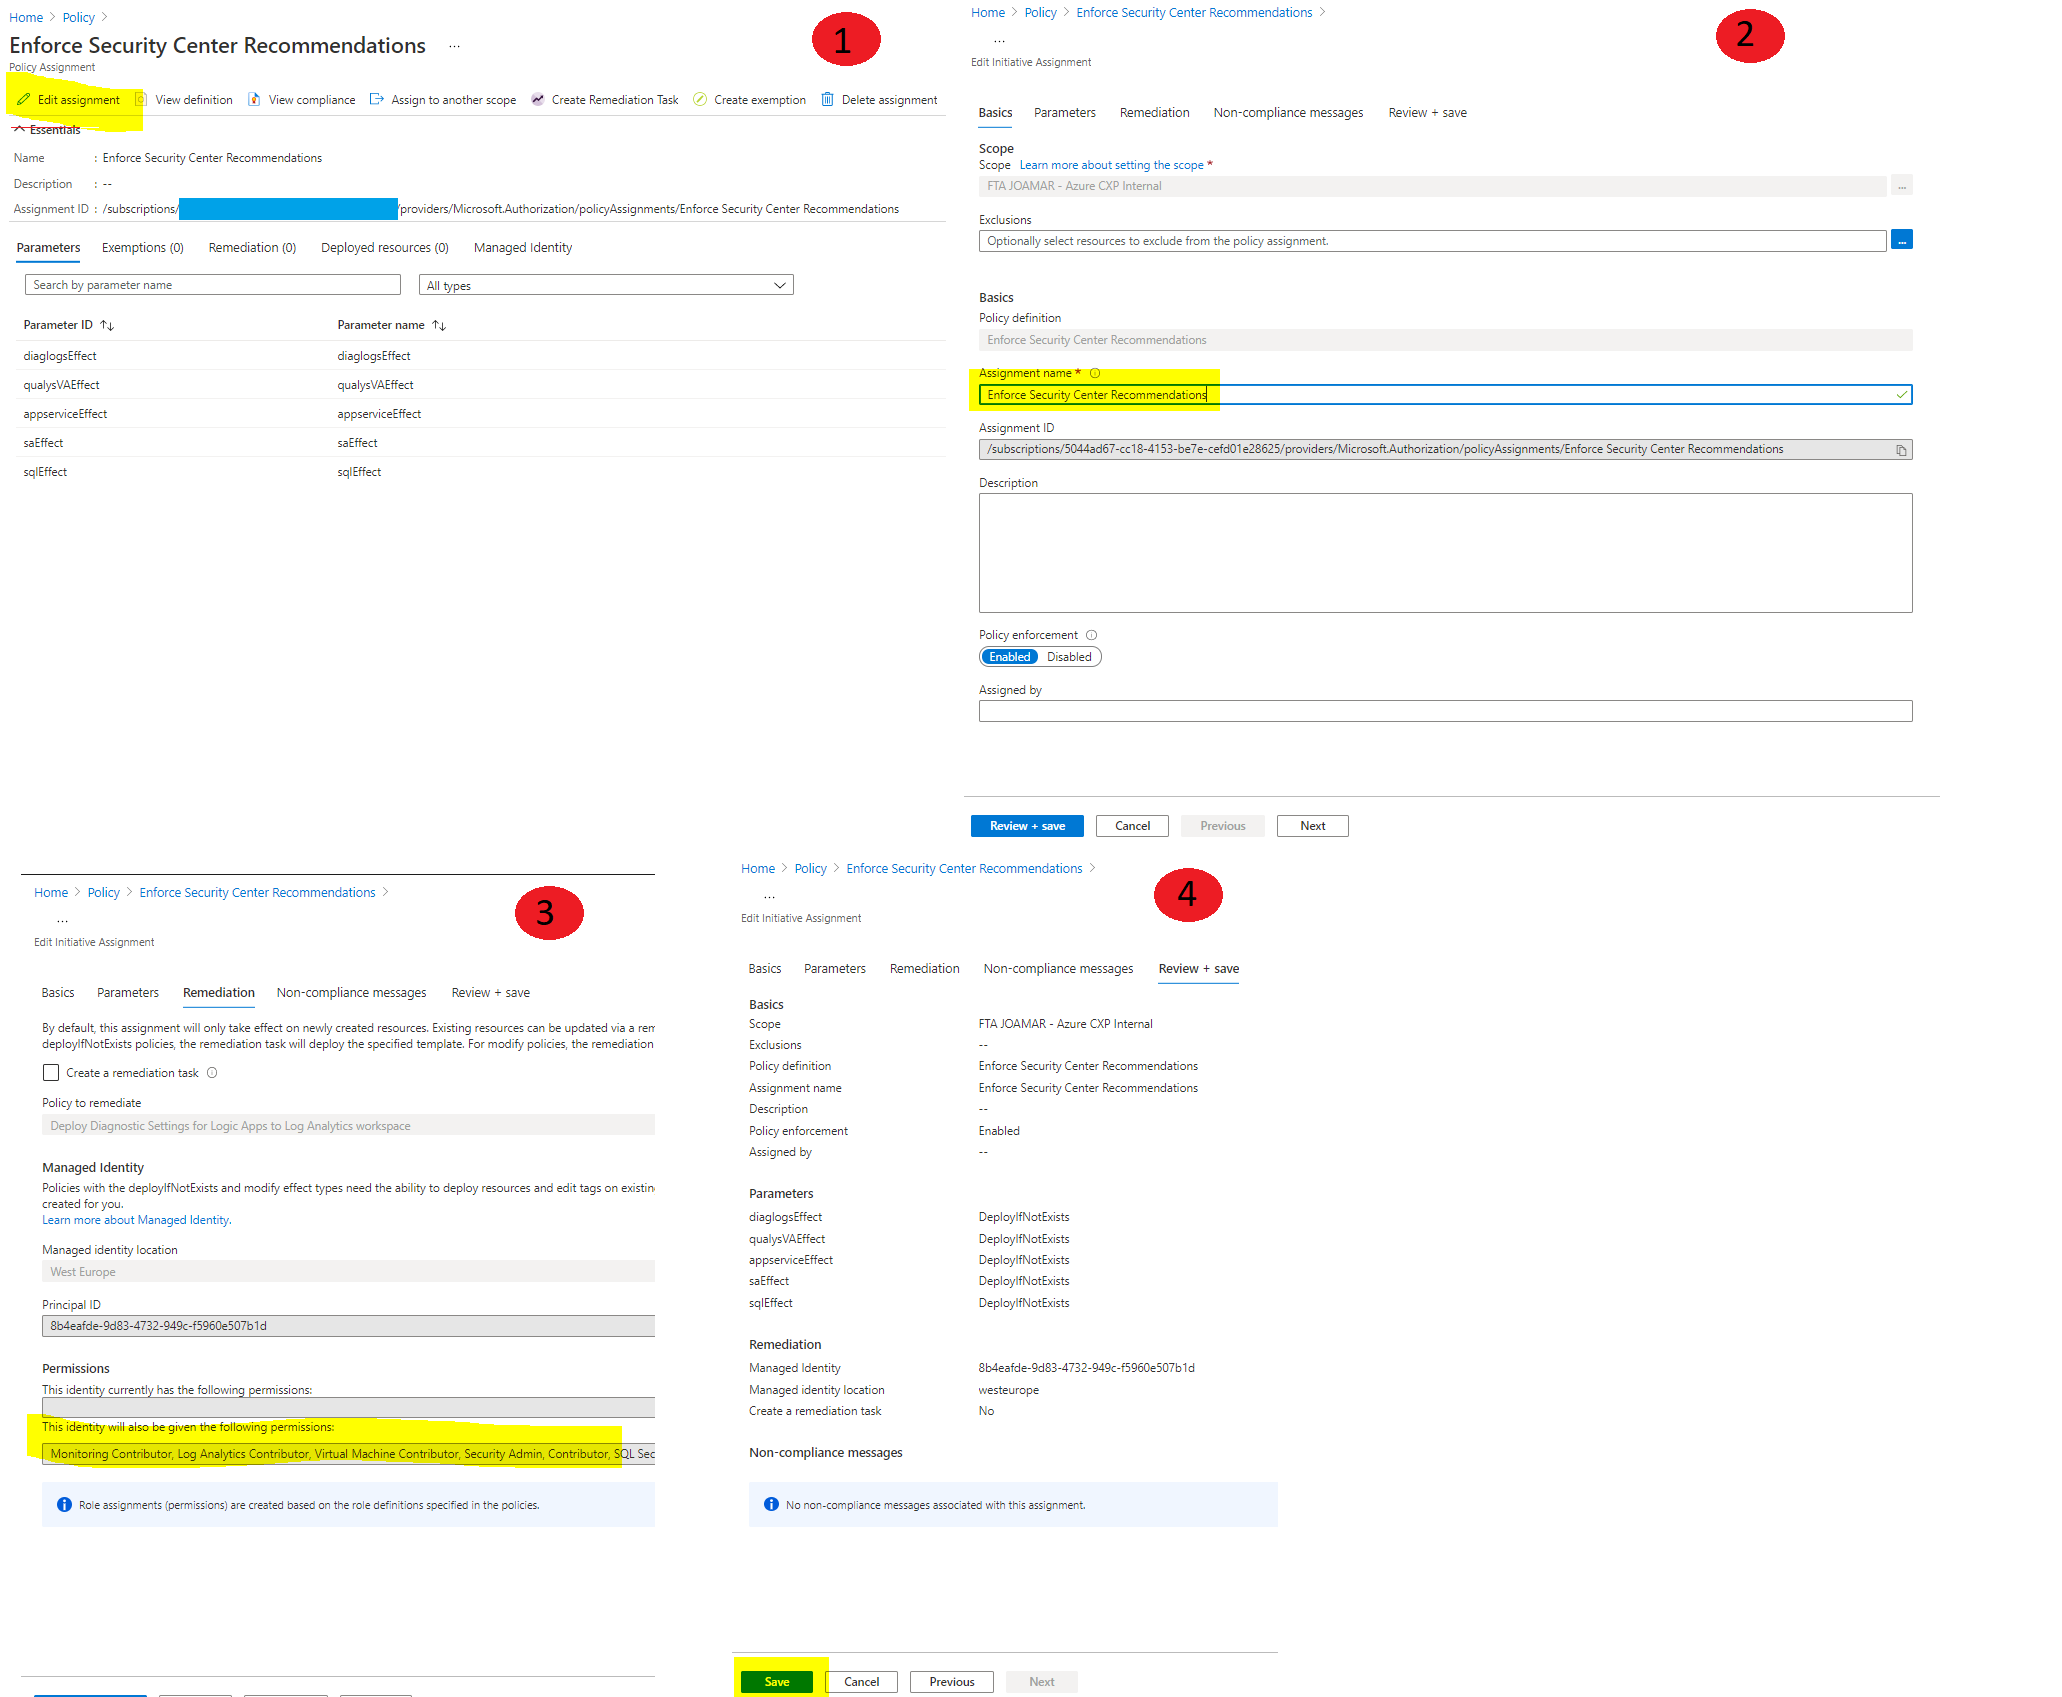 Home > Policy >
Enforce Security Center Recommendations ...
1
Policy Assignment
Edit assignment View definition View compliance Assign to another scope Create Remediation Task Create exemption Delete assignment
Essentials
Name : Enforce Security Center Recommendations
Description : --
Assignment ID : /subscriptions/ /providers/Microsoft.Authorization/policyAssignments/Enforce Security Center Recommendations
Parameters Exemptions (0) Remediation (0) Deployed resources (0) Managed Identity
Search by parameter name All types
Parameter ID Parameter name
diaglogsEffect diaglogsEffect
qualysVAEffect qualysVAEffect
appserviceEffect appserviceEffect
saEffect saEffect
sqlEffect sqlEffect
Home > Policy > Enforce Security Center Recommendations >
2
...
Edit Initiative Assignment
Basics Parameters Remediation Non-compliance messages Review + save
Scope
Scope Learn more about setting the scope *
FTA JOAMAR - Azure CXP Internal ...
Exclusions
Optionally select resources to exclude from the policy assignment. ...
Basics
Policy definition
Enforce Security Center Recommendations
Assignment name *
Enforce Security Center Recommendations
Assignment ID
/subscriptions/5044ad67-cc18-4153-be7e-cefd01e28625/providers/Microsoft.Authorization/policyAssignments/Enforce Security Center Recommendations
Description
Policy enforcement
Enabled Disabled
Assigned by
Review + save Cancel Previous Next
Home > Policy > Enforce Security Center Recommendations >
3
...
Edit Initiative Assignment
Basics Parameters Remediation Non-compliance messages Review + save
By default, this assignment will only take effect on newly created resources. Existing resources can be updated via a rem
deployIfNotExists policies, the remediation task will deploy the specified template. For modify policies, the remediation
Create a remediation task
Policy to remediate
Deploy Diagnostic Settings for Logic Apps to Log Analytics workspace
Managed Identity
Policies with the deployIfNotExists and modify effect types need the ability to deploy resources and edit tags on existin
created for you.
Learn more about Managed Identity.
Managed identity location
West Europe
Principal ID
8b4eafde-9d83-4732-949c-f5960e507b1d
Permissions
This identity currently has the following permissions:
This identity will also be given the following permissions:
Monitoring Contributor, Log Analytics Contributor, Virtual Machine Contributor, Security Admin, Contributor, SQL Sec
Role assignments (permissions) are created based on the role definitions specified in the policies.
Home > Policy > Enforce Security Center Recommendations >
4
...
Edit Initiative Assignment
Basics Parameters Remediation Non-compliance messages Review + save
Basics
Scope FTA JOAMAR - Azure CXP Internal
Exclusions --
Policy definition Enforce Security Center Recommendations
Assignment name Enforce Security Center Recommendations
Description --
Policy enforcement Enabled
Assigned by --
Parameters
diaglogsEffect DeployIfNotExists
qualysVAEffect DeployIfNotExists
appserviceEffect DeployIfNotExists
saEffect DeployIfNotExists
sqlEffect DeployIfNotExists
Remediation
Managed Identity 8b4eafde-9d83-4732-949c-f5960e507b1d
Managed identity location westeurope
Create a remediation task No
Non-compliance messages
No non-compliance messages associated with this assignment.
Save Cancel Previous Next